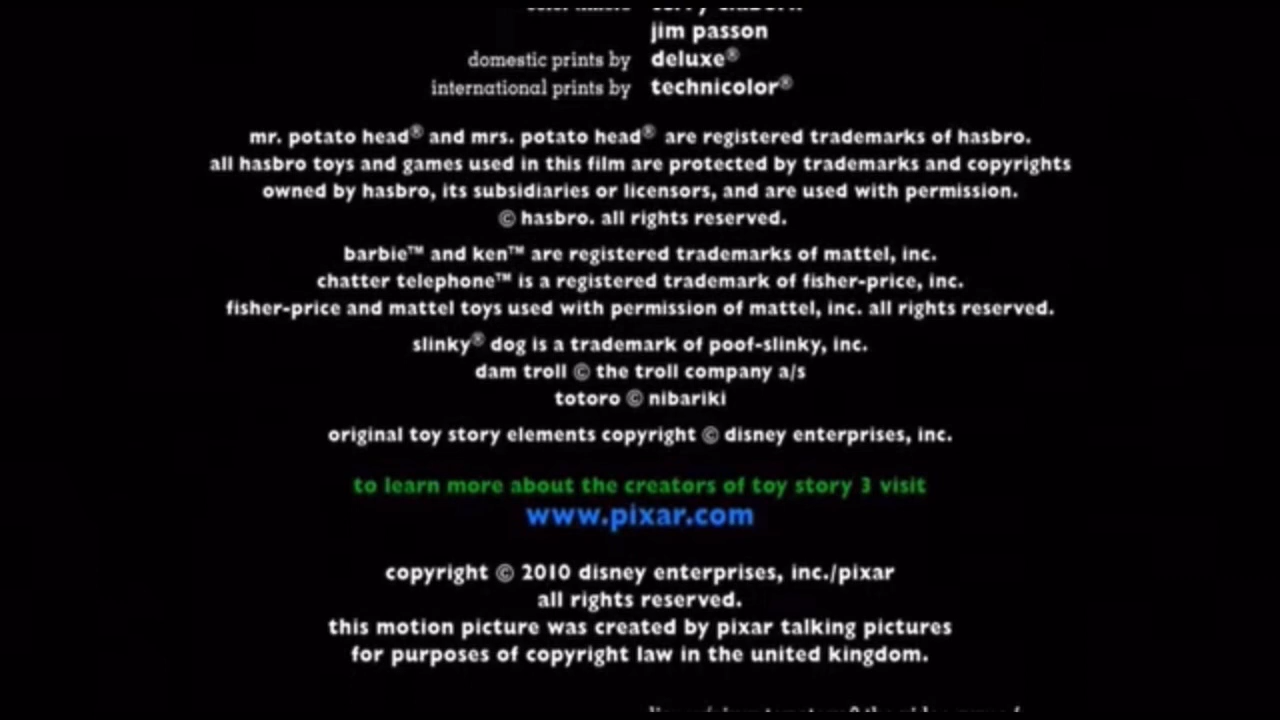 jim passon
domestic prints by deluxe®
international prints by technicolor®
mr. potato head® and mrs. potato head® are registered trademarks of hasbro.
all hasbro toys and games used in this film are protected by trademarks and copyrights
owned by hasbro, its subsidiaries or licensors, and are used with permission.
© hasbro. all rights reserved.
barbie™ and ken™ are registered trademarks of mattel, inc.
chatter telephone™ is a registered trademark of fisher-price, inc.
fisher-price and mattel toys used with permission of mattel, inc. all rights reserved.
slinky® dog is a trademark of poof-slinky, inc.
dam troll © the troll company a/s
totoro © nibariki
original toy story elements copyright © disney enterprises, inc.
to learn more about the creators of toy story 3 visit
www.pixar.com
copyright © 2010 disney enterprises, inc./pixar
all rights reserved.
this motion picture was created by pixar talking pictures
for purposes of copyright law in the united kingdom.